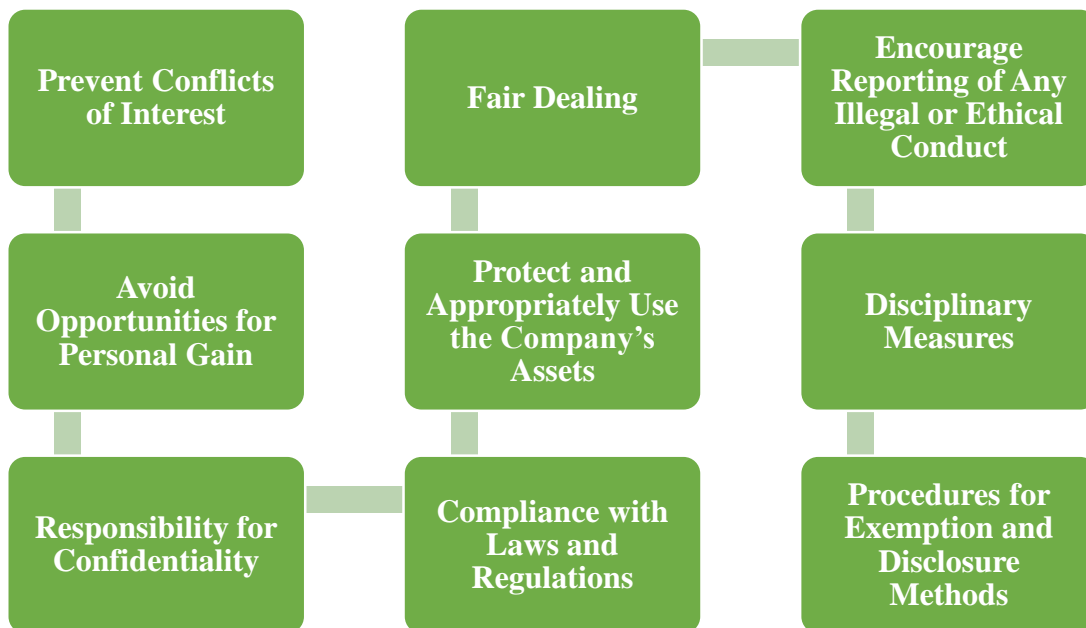 Prevent Conflicts
of Interest
Avoid
Opportunities for
Personal Gain
Responsibility for
Confidentiality
Compliance with
Laws and
Regulations
Protect and
Appropriately Use
the Company’s
Assets
Fair Dealing
Encourage
Reporting of Any
Illegal or Ethical
Conduct
Disciplinary
Measures
Procedures for
Exemption and
Disclosure
Methods